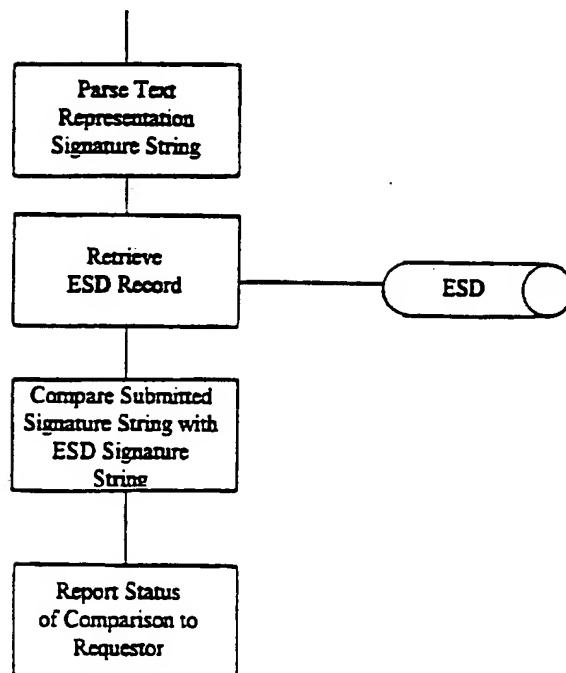 Parse Text
Representation
Signature String
Retrieve
ESD Record
ESD
Compare Submitted
Signature String with
ESD Signature
String
Report Status
of Comparison to
Requestor